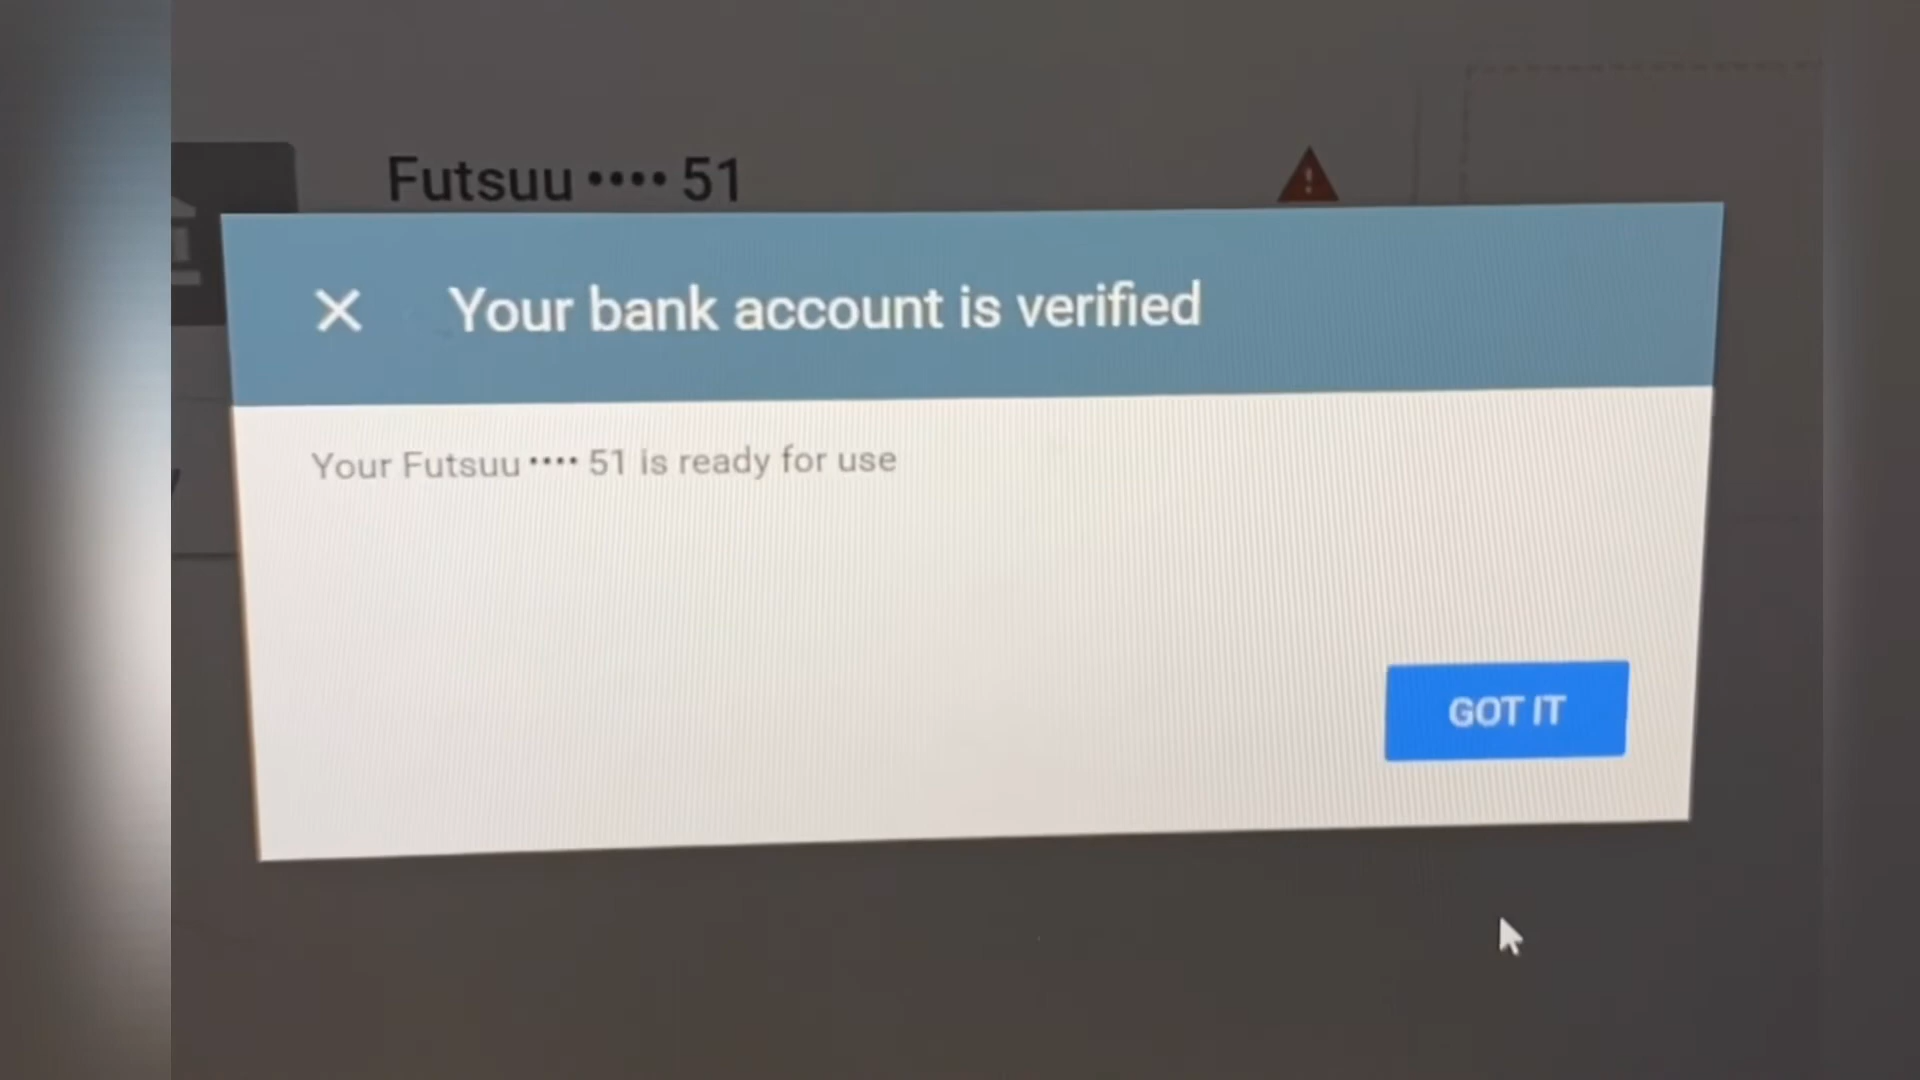 Futsuu •••• 51
Your bank account is verified
Your Futsuu •••• 51 is ready for use
GOT IT